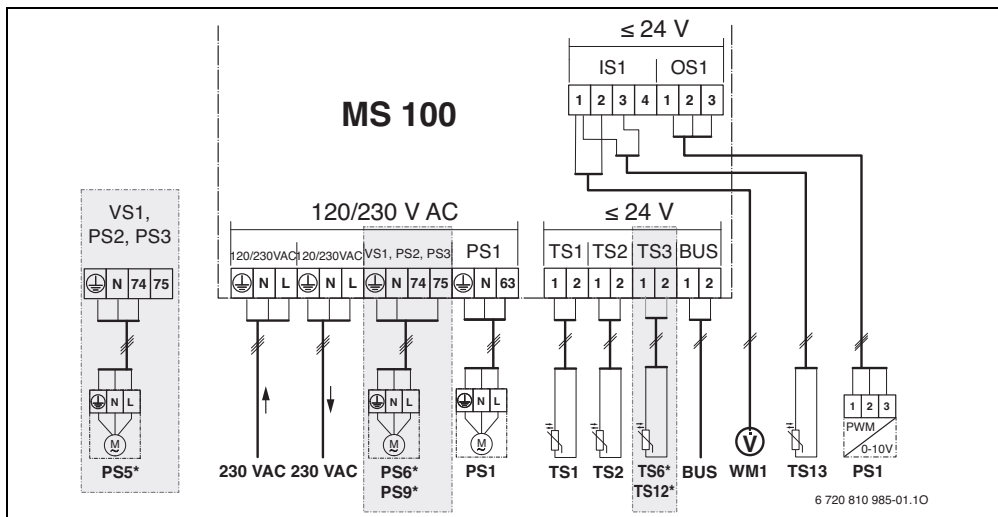 ≤ 24 V
IS1 OS1
1 2 3 4 1 2 3
MS 100
VS1,
PS2, PS3
N 74 75
120/230 V AC
≤ 24 V
120/230VAC 120/230VAC VS1, PS2, PS3 PS1
TS1 TS2 TS3 BUS
N L N L N 74 75 N 63
1 2 1 2 1 2 1 2
N L
M
~
PS5*
230 VAC 230 VAC
N L
M
~
PS6*
PS9*
N L
M
~
PS1
TS1 TS2 TS6*
TS12*
BUS
V
WM1
TS13
1 2 3
PWM
0-10V
PS1
6 720 810 985-01.1O